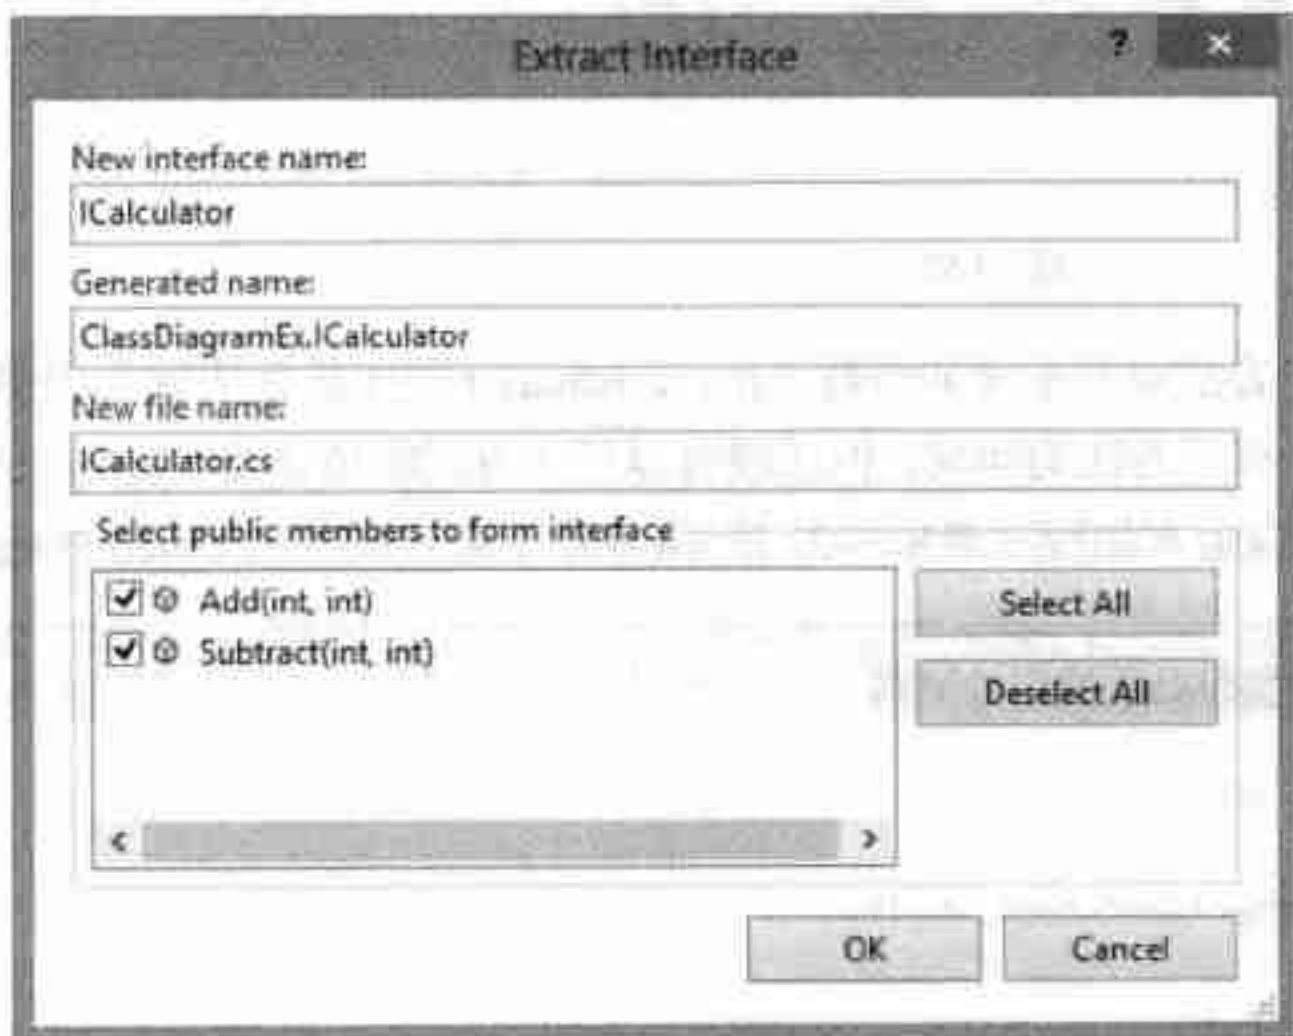 Extract Interface
?
New interface name:
ICalculator
Generated name:
ClassDiagramEx.ICalculator
New file name:
ICalculator.cs
Select public members to form interface
Add(int, int)
Select All
Subtract(int, int)
Deselect All
OK
Cancel